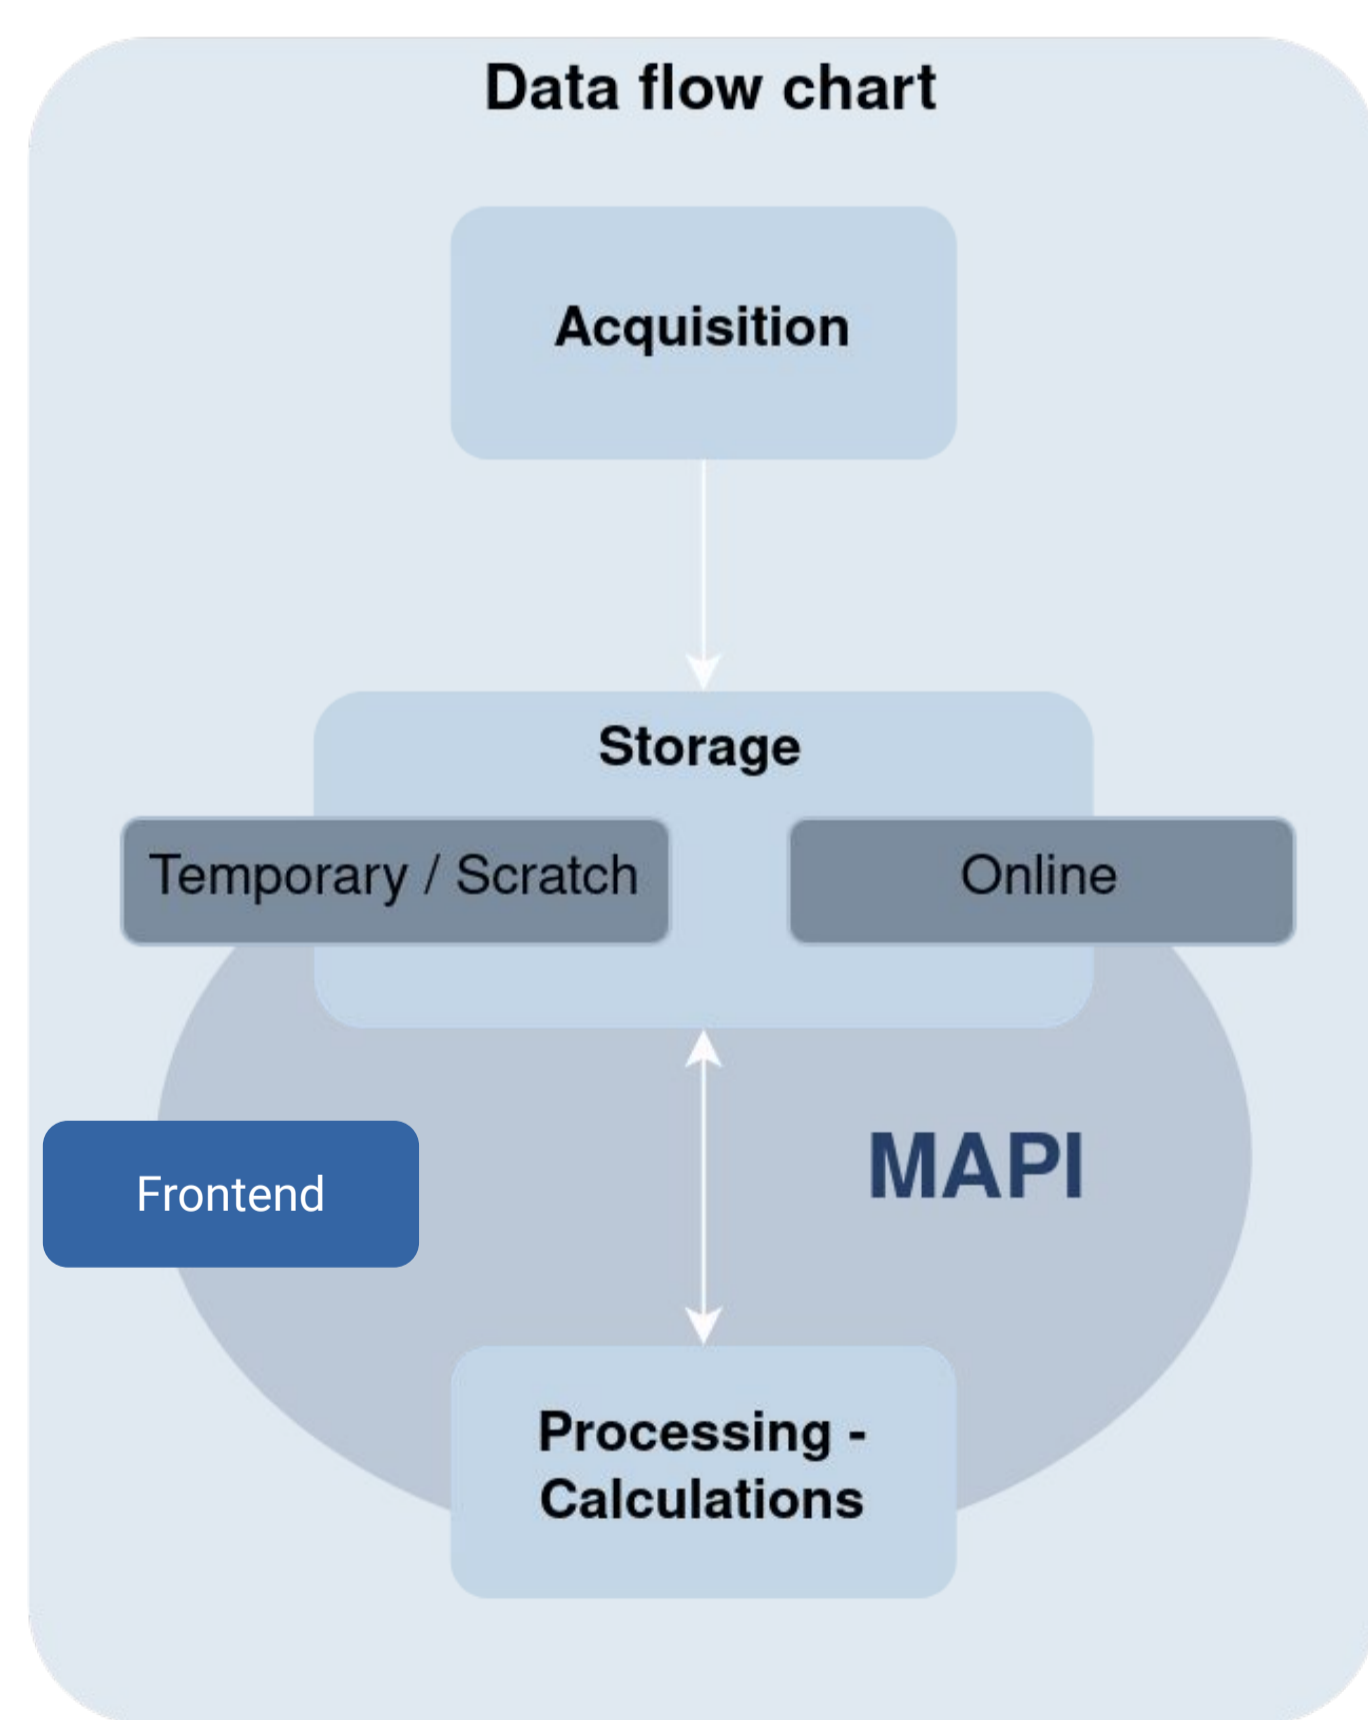 Data flow chart
Acquisition
Storage
Temporary / Scratch
Online
MAPI
Frontend
Processing -
Calculations